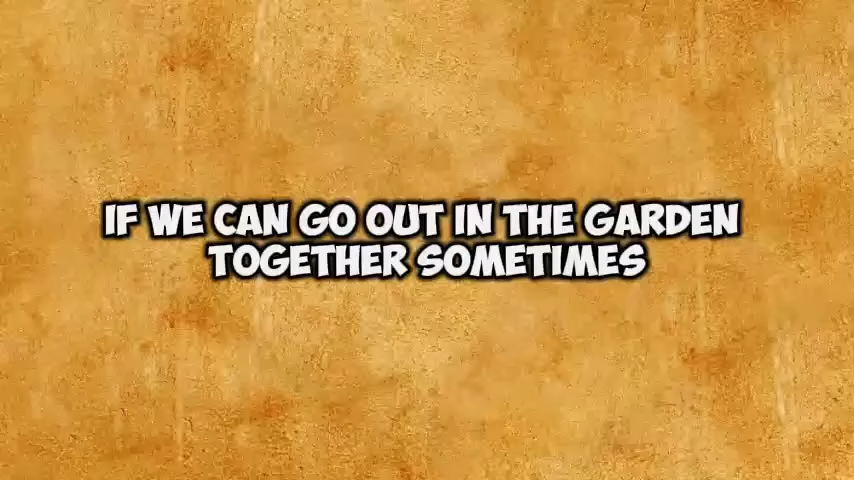 IF WE CAN GO OUT IN THE GARDEN
TOGETHER SOMETIMES